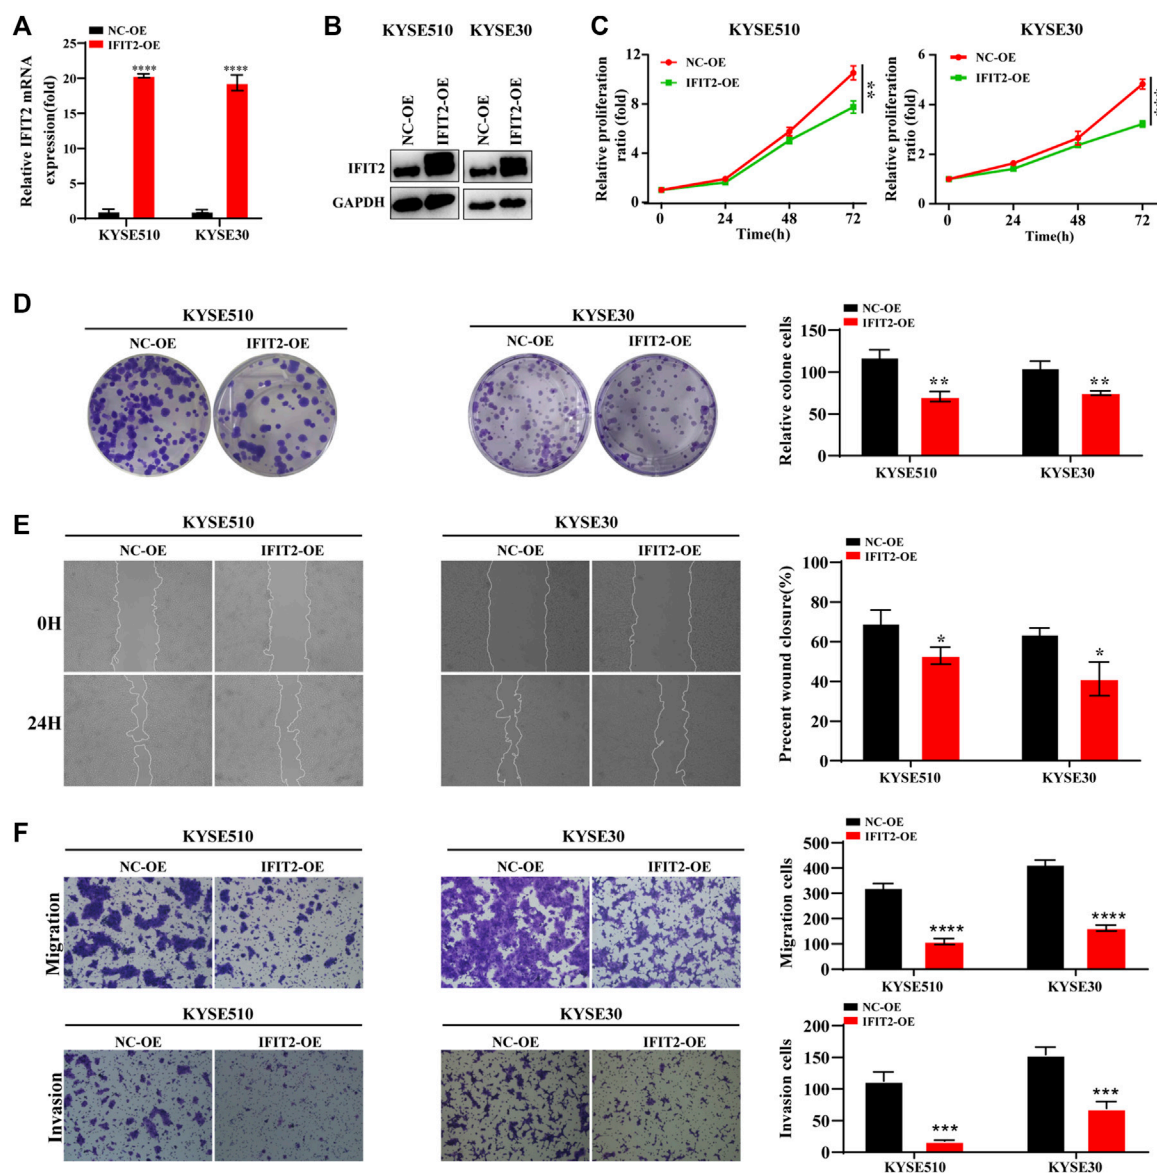 A
NC-OE
IFIT2-OE
Relative IFIT2 mRNA
expression(fold)
25
20
15
10
5
0
****
****
KYSE510
KYSE30
B
KYSE510
KYSE30
NC-OE
IFIT2-OE
NC-OE
IFIT2-OE
IFIT2
GAPDH
C
KYSE510
NC-OE
IFIT2-OE
Relative proliferation
ratio (fold)
12
8
4
0
0
24
48
72
Time(h)
**
KYSE30
NC-OE
IFIT2-OE
Relative proliferation
ratio (fold)
6
4
2
0
0
24
48
72
Time(h)
D
KYSE510
NC-OE
IFIT2-OE
KYSE30
NC-OE
IFIT2-OE
NC-OE
IFIT2-OE
Relative colone cells
150
100
50
0
**
**
KYSE510
KYSE30
E
KYSE510
NC-OE
IFIT2-OE
KYSE30
NC-OE
IFIT2-OE
0H
24H
NC-OE
IFIT2-OE
Precent wound closure(%)
100
80
60
40
20
0
*
*
KYSE510
KYSE30
F
KYSE510
NC-OE
IFIT2-OE
KYSE30
NC-OE
IFIT2-OE
Migration
NC-OE
IFIT2-OE
Migration cells
500
400
300
200
100
0
****
****
KYSE510
KYSE30
KYSE510
NC-OE
IFIT2-OE
KYSE30
NC-OE
IFIT2-OE
Invasion
NC-OE
IFIT2-OE
Invasion cells
200
150
100
50
0
***
***
KYSE510
KYSE30